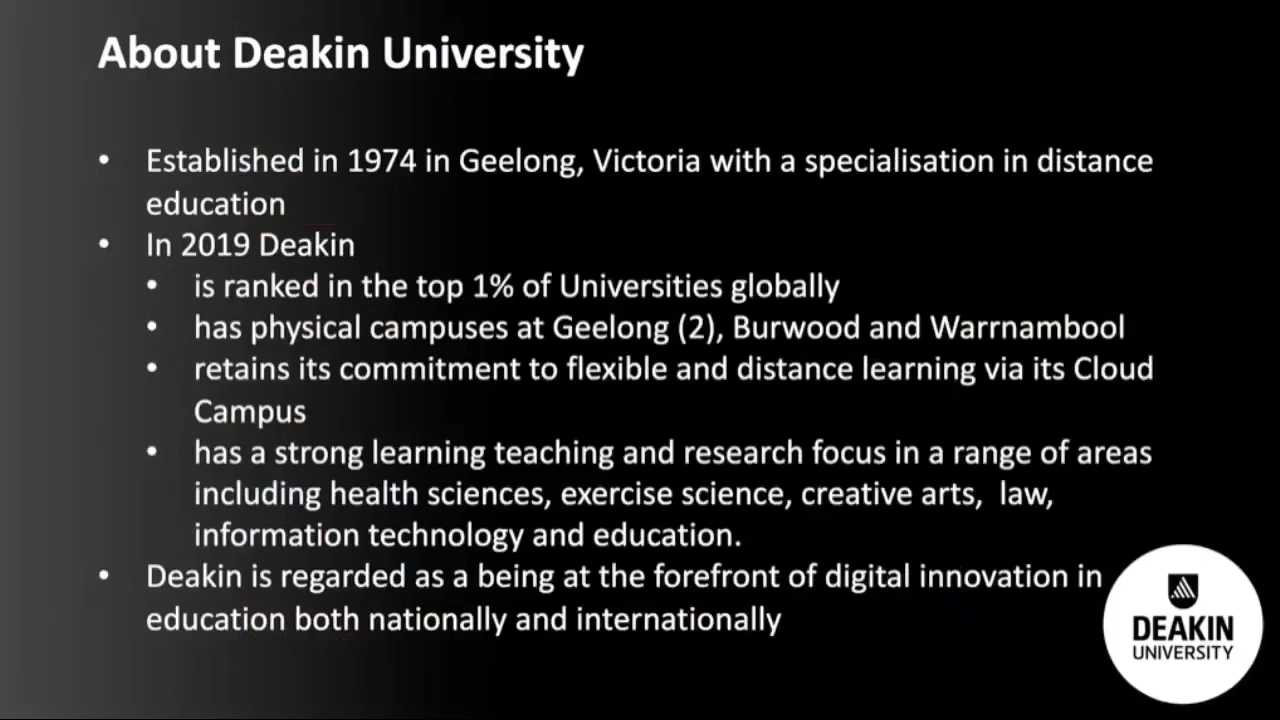 About Deakin University
• Established in 1974 in Geelong, Victoria with a specialisation in distance
education
• In 2019 Deakin
• is ranked in the top 1% of Universities globally
• has physical campuses at Geelong (2), Burwood and Warrnambool
• retains its commitment to flexible and distance learning via its Cloud
Campus
• has a strong learning teaching and research focus in a range of areas
including health sciences, exercise science, creative arts,  law,
information technology and education.
• Deakin is regarded as a being at the forefront of digital innovation in
education both nationally and internationally
DEAKIN
UNIVERSITY